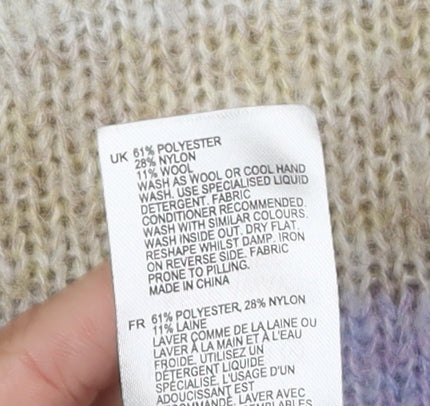 UK 61% POLYESTER
28% NYLON
11% WOOL
WASH AS WOOL OR COOL HAND
WASH. USE SPECIALISED LIQUID
DETERGENT. FABRIC
CONDITIONER RECOMMENDED.
WASH WITH SIMILAR COLOURS.
WASH INSIDE OUT. DRY FLAT.
RESHAPE WHILST DAMP. IRON
ON REVERSE SIDE. FABRIC
PRONE TO PILLING.
MADE IN CHINA
FR 61% POLYESTER, 28% NYLON
11% LAINE
LAVER COMME DE LA LAINE OU
LAVER À LA MAIN ET À L'EAU
FROIDE. UTILISEZ UN
DÉTERGENT LIQUIDE
SPÉCIALISÉ. L'USAGE D'UN
ADOUCISSANT EST
LAVER AVEC